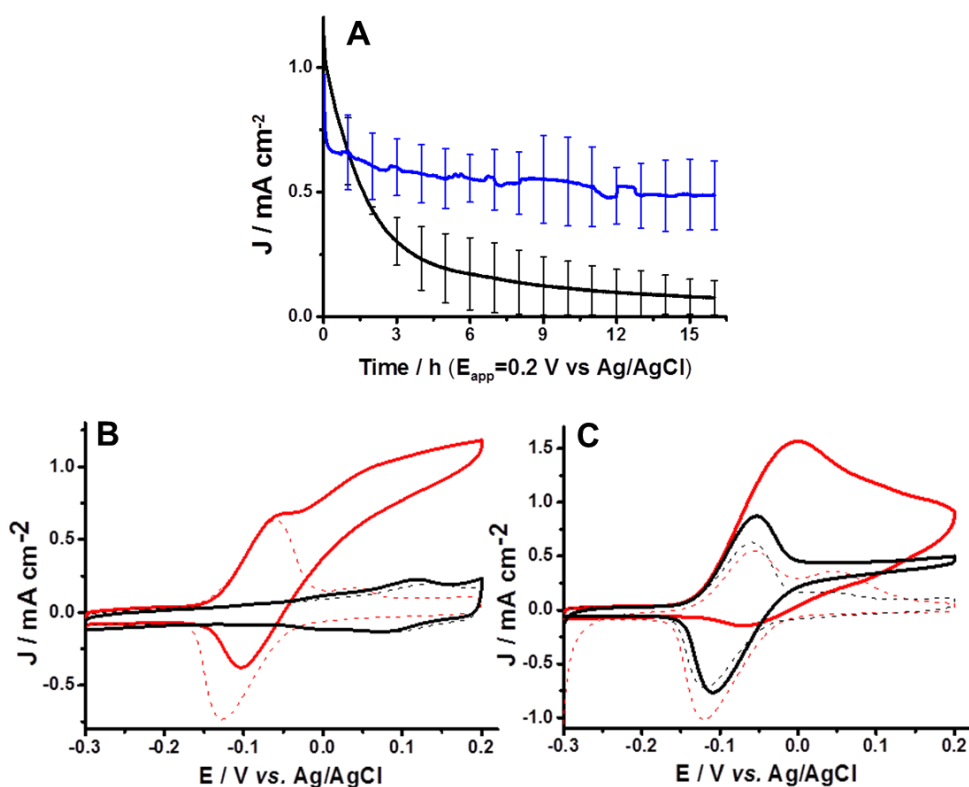 A
J / mA cm-2
1.0
0.5
0.0
0 3 6 9 12 15
Time / h (Eapp=0.2 V vs Ag/AgCl)
B
J / mA cm-2
1.0
0.5
0.0
-0.5
-0.3 -0.2 -0.1 0.0 0.1 0.2
E / V vs. Ag/AgCl
C
J / mA cm-2
1.5
1.0
0.5
0.0
-0.5
-1.0
-0.3 -0.2 -0.1 0.0 0.1 0.2
E / V vs. Ag/AgCl